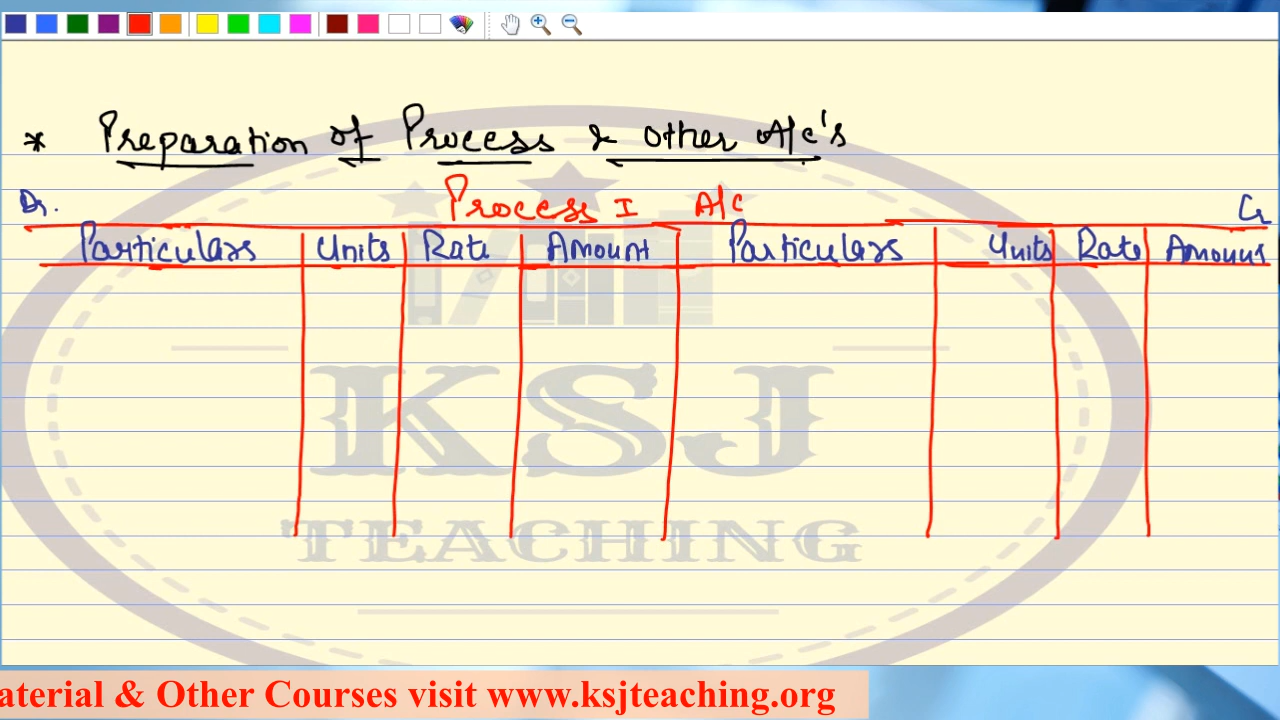 * Preparation of Process & Other A/c's
Dr. Process I A/c Cr
Particulars Units Rate Amount Particulars Units Rate Amount
KSJ
TEACHING
aterial & Other Courses visit www.ksjteaching.org